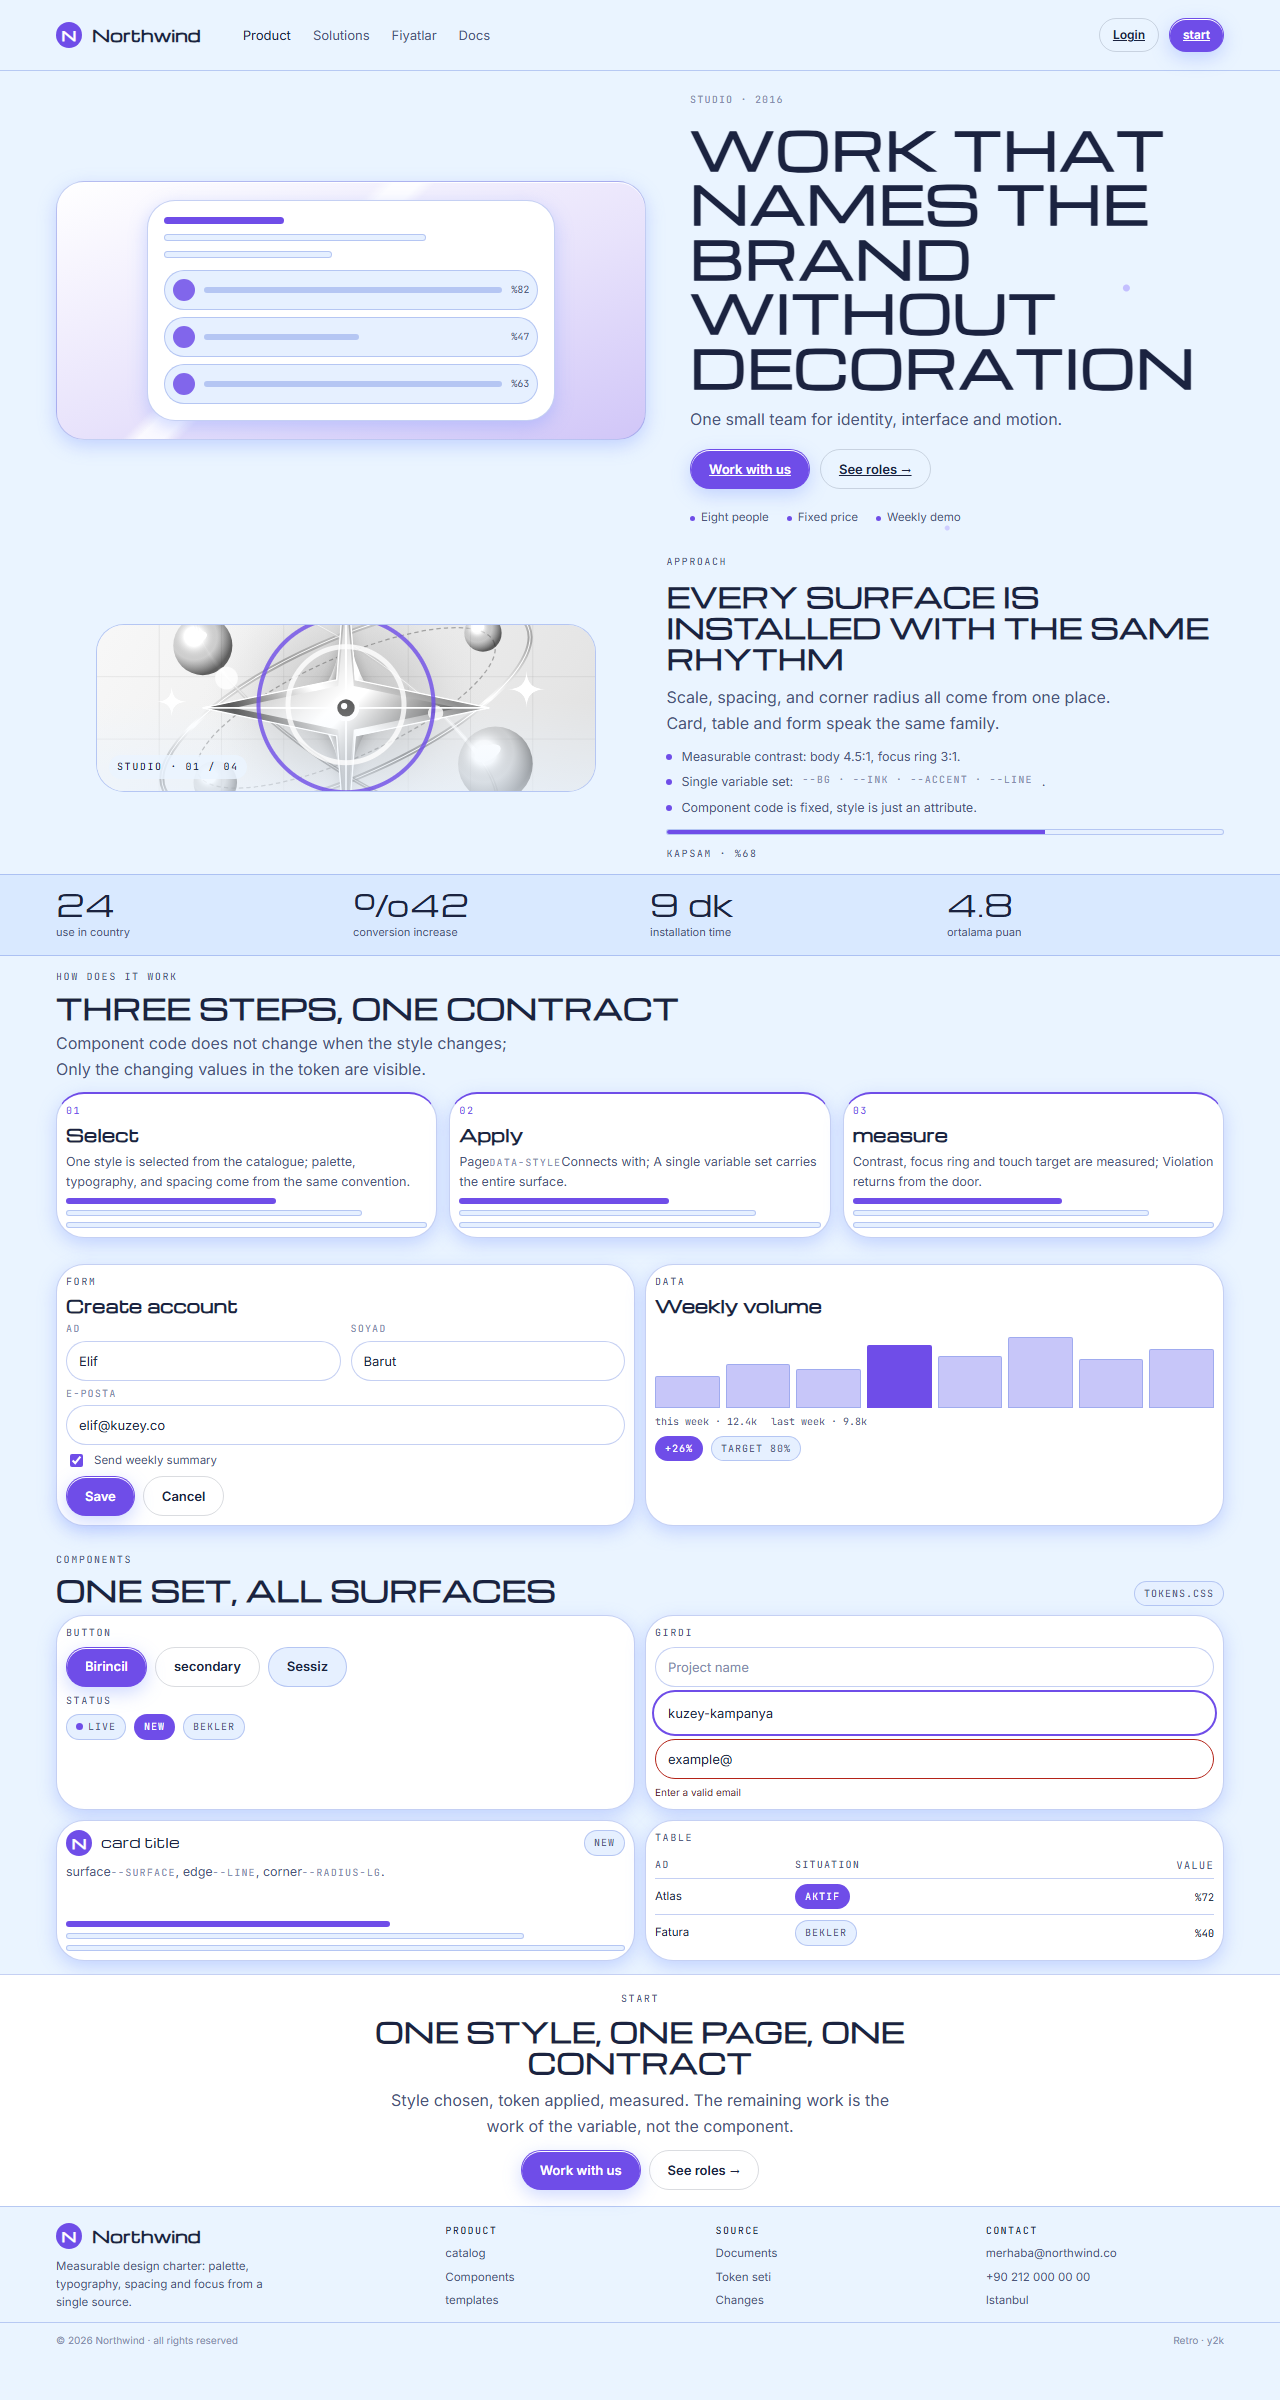 N Northwind
Product Solutions Fiyatlar Docs
Login start
STUDIO · 2016
WORK THAT
NAMES THE
BRAND
WITHOUT
DECORATION
One small team for identity, interface and motion.
Work with us See roles →
Eight people Fixed price Weekly demo
%82
%47
%63
APPROACH
EVERY SURFACE IS
INSTALLED WITH THE SAME
RHYTHM
Scale, spacing, and corner radius all come from one place.
Card, table and form speak the same family.
Measurable contrast: body 4.5:1, focus ring 3:1.
Single variable set: --BG · --INK · --ACCENT · --LINE .
Component code is fixed, style is just an attribute.
KAPSAM · %68
STUDIO · 01 / 04
24 %42 9 dk 4.8
use in country conversion increase installation time ortalama puan
HOW DOES IT WORK
THREE STEPS, ONE CONTRACT
Component code does not change when the style changes;
Only the changing values in the token are visible.
01
Select
One style is selected from the catalogue; palette,
typography, and spacing come from the same convention.
02
Apply
PageDATA-STYLEConnects with; A single variable set carries
the entire surface.
03
measure
Contrast, focus ring and touch target are measured; Violation
returns from the door.
FORM
Create account
AD SOYAD
Elif Barut
E-POSTA
elif@kuzey.co
Send weekly summary
Save Cancel
DATA
Weekly volume
this week · 12.4k last week · 9.8k
+26% TARGET 80%
COMPONENTS
ONE SET, ALL SURFACES
TOKENS.CSS
BUTTON
Birincil secondary Sessiz
STATUS
LIVE NEW BEKLER
GIRDI
Project name
kuzey-kampanya
example@
Enter a valid email
N card title NEW
surface--SURFACE, edge--LINE, corner--RADIUS-LG.
TABLE
AD SITUATION VALUE
Atlas AKTIF %72
Fatura BEKLER %40
START
ONE STYLE, ONE PAGE, ONE
CONTRACT
Style chosen, token applied, measured. The remaining work is the
work of the variable, not the component.
Work with us See roles →
N Northwind
Measurable design charter: palette,
typography, spacing and focus from a
single source.
PRODUCT
catalog
Components
templates
SOURCE
Documents
Token seti
Changes
CONTACT
merhaba@northwind.co
+90 212 000 00 00
Istanbul
© 2026 Northwind · all rights reserved
Retro · y2k